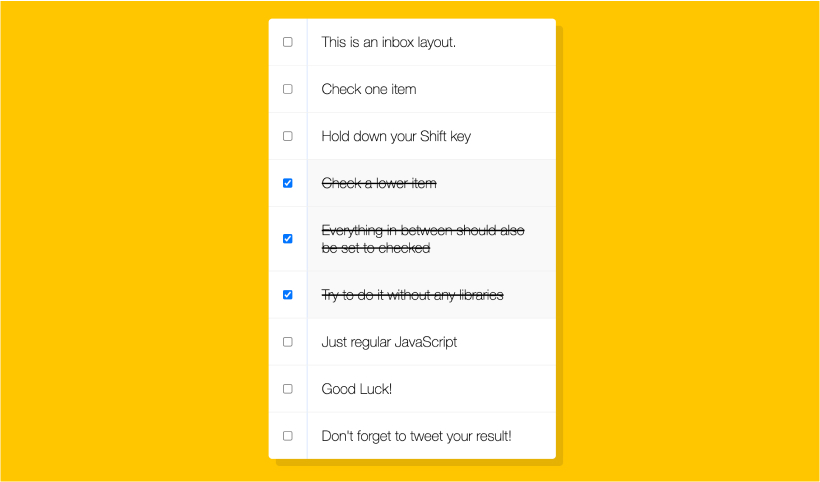 This is an inbox layout.
Check one item
Hold down your Shift key
Check a lower item
Everything in between should also
be set to checked
Try to do it without any libraries
Just regular JavaScript
Good Luck!
Don't forget to tweet your result!